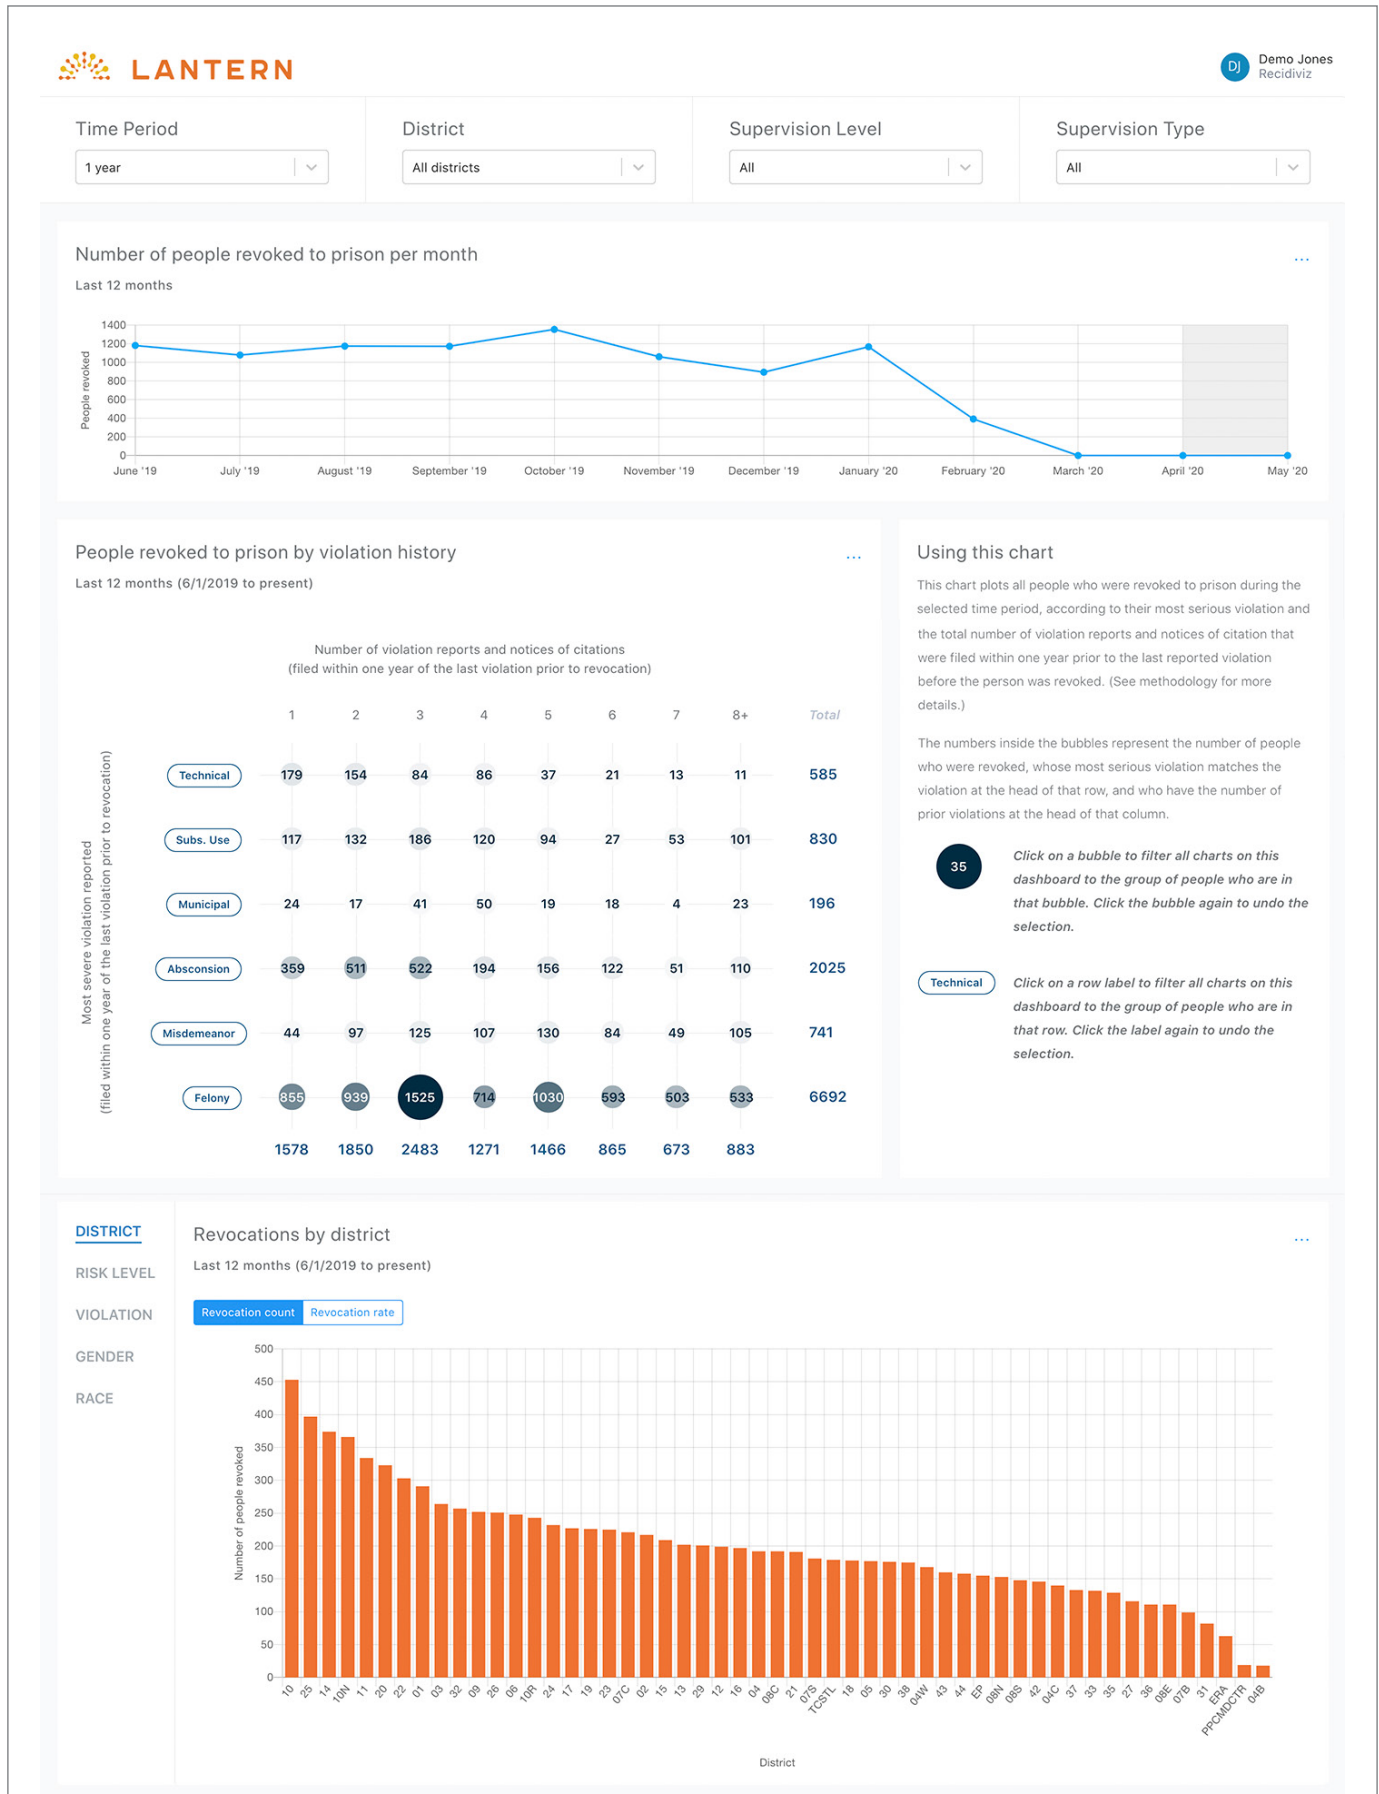 LANTERN
DJ
Demo Jones
Recidiviz
Time Period
District
Supervision Level
Supervision Type
1 year
All districts
All
All
Number of people revoked to prison per month
...
Last 12 months
People revoked
1400
1200
1000
800
600
400
200
0
June '19 July '19 August '19 September '19 October '19 November '19 December '19 January '20 February '20 March '20 April '20 May '20
People revoked to prison by violation history
...
Last 12 months (6/1/2019 to present)
Number of violation reports and notices of citations
(filed within one year of the last violation prior to revocation)
Most severe violation reported
(filed within one year of the last violation prior to revocation)
1 2 3 4 5 6 7 8+ Total
Technical 179 154 84 86 37 21 13 11 585
Subs. Use 117 132 186 120 94 27 53 101 830
Municipal 24 17 41 50 19 18 4 23 196
Absconsion 359 511 522 194 156 122 51 110 2025
Misdemeanor 44 97 125 107 130 84 49 105 741
Felony 855 939 1525 714 1030 593 503 533 6692
1578 1850 2483 1271 1466 865 673 883
Using this chart
This chart plots all people who were revoked to prison during the
selected time period, according to their most serious violation and
the total number of violation reports and notices of citation that
were filed within one year prior to the last reported violation
before the person was revoked. (See methodology for more
details.)
The numbers inside the bubbles represent the number of people
who were revoked, whose most serious violation matches the
violation at the head of that row, and who have the number of
prior violations at the head of that column.
35
Click on a bubble to filter all charts on this
dashboard to the group of people who are in
that bubble. Click the bubble again to undo the
selection.
Technical
Click on a row label to filter all charts on this
dashboard to the group of people who are in
that row. Click the label again to undo the
selection.
DISTRICT
RISK LEVEL
VIOLATION
GENDER
RACE
Revocations by district
...
Last 12 months (6/1/2019 to present)
Revocation count Revocation rate
Number of people revoked
500
450
400
350
300
250
200
150
100
50
0
10 25 14 10N 11 20 22 01 03 32 09 26 06 10R 24 17 19 23 07C 02 15 13 29 12 16 04 08C 21 07S TCSTL 18 05 30 38 04W 43 44 EP 08N 08S 42 04C 37 33 35 27 36 08E 07B 31 ERA PPCMDCTR 04B
District